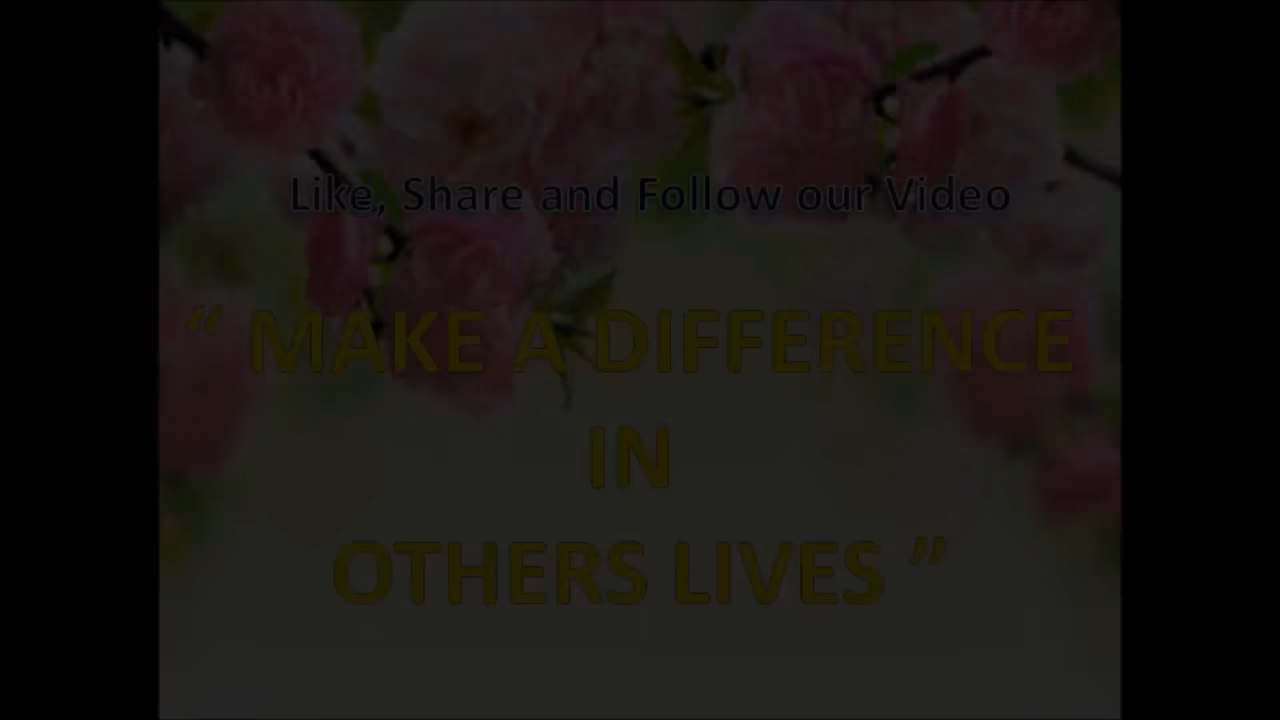 Like, Share and Follow our Video
“ MAKE A DIFFERENCE
IN
OTHERS LIVES ”